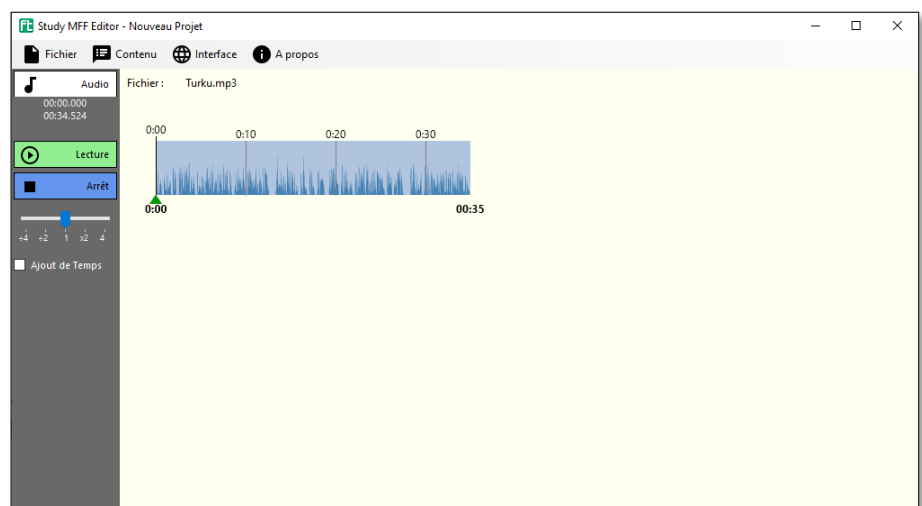 Ft Study MFF Editor - Nouveau Projet
Fichier Contenu Interface A propos
Audio
00:00.000
00:34.524
Lecture
Arrêt
÷4 ÷2 1 x2 4
Ajout de Temps
Fichier : Turku.mp3
0:00 0:10 0:20 0:30
0:00 00:35